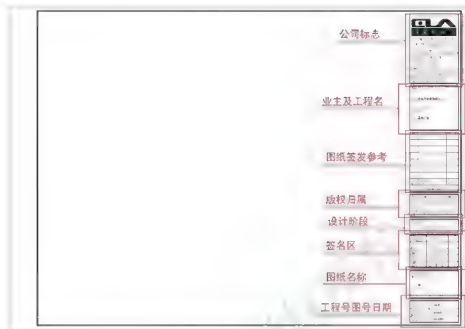 公司标志
业主及工程名
图纸签发参考
版权归属
设计阶段
签名区
图纸名称
工程号图号日期